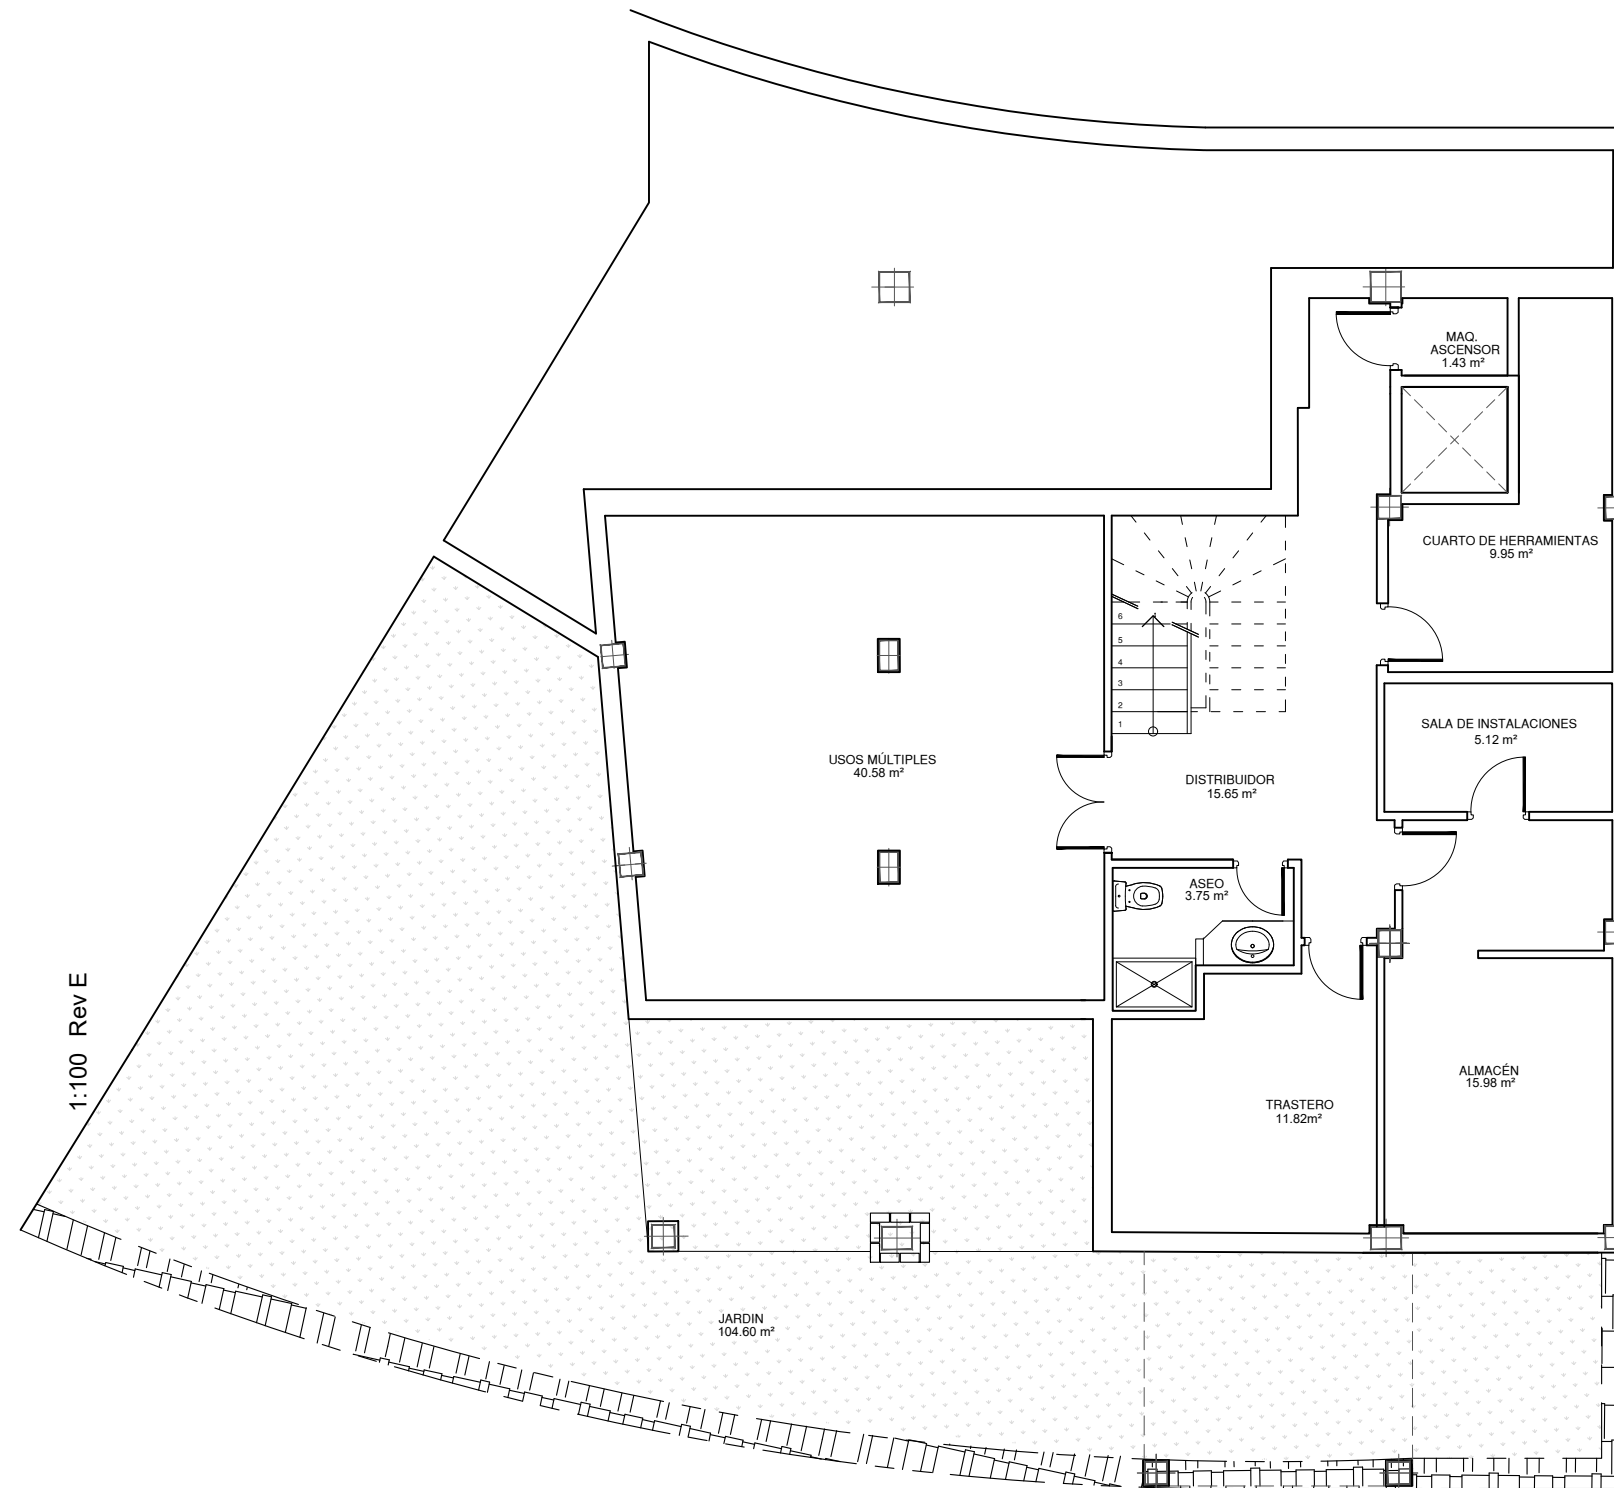 MAQ.
ASCENSOR
1.43 m²
CUARTO DE HERRAMIENTAS
9.95 m²
6
5
4
3
2
1
SALA DE INSTALACIONES
5.12 m²
USOS MÚLTIPLES
40.58 m²
DISTRIBUIDOR
15.65 m²
ASEO
3.75 m²
1:100 Rev E
ALMACÉN
15.98 m²
TRASTERO
11.82m²
JARDIN
104.60 m²